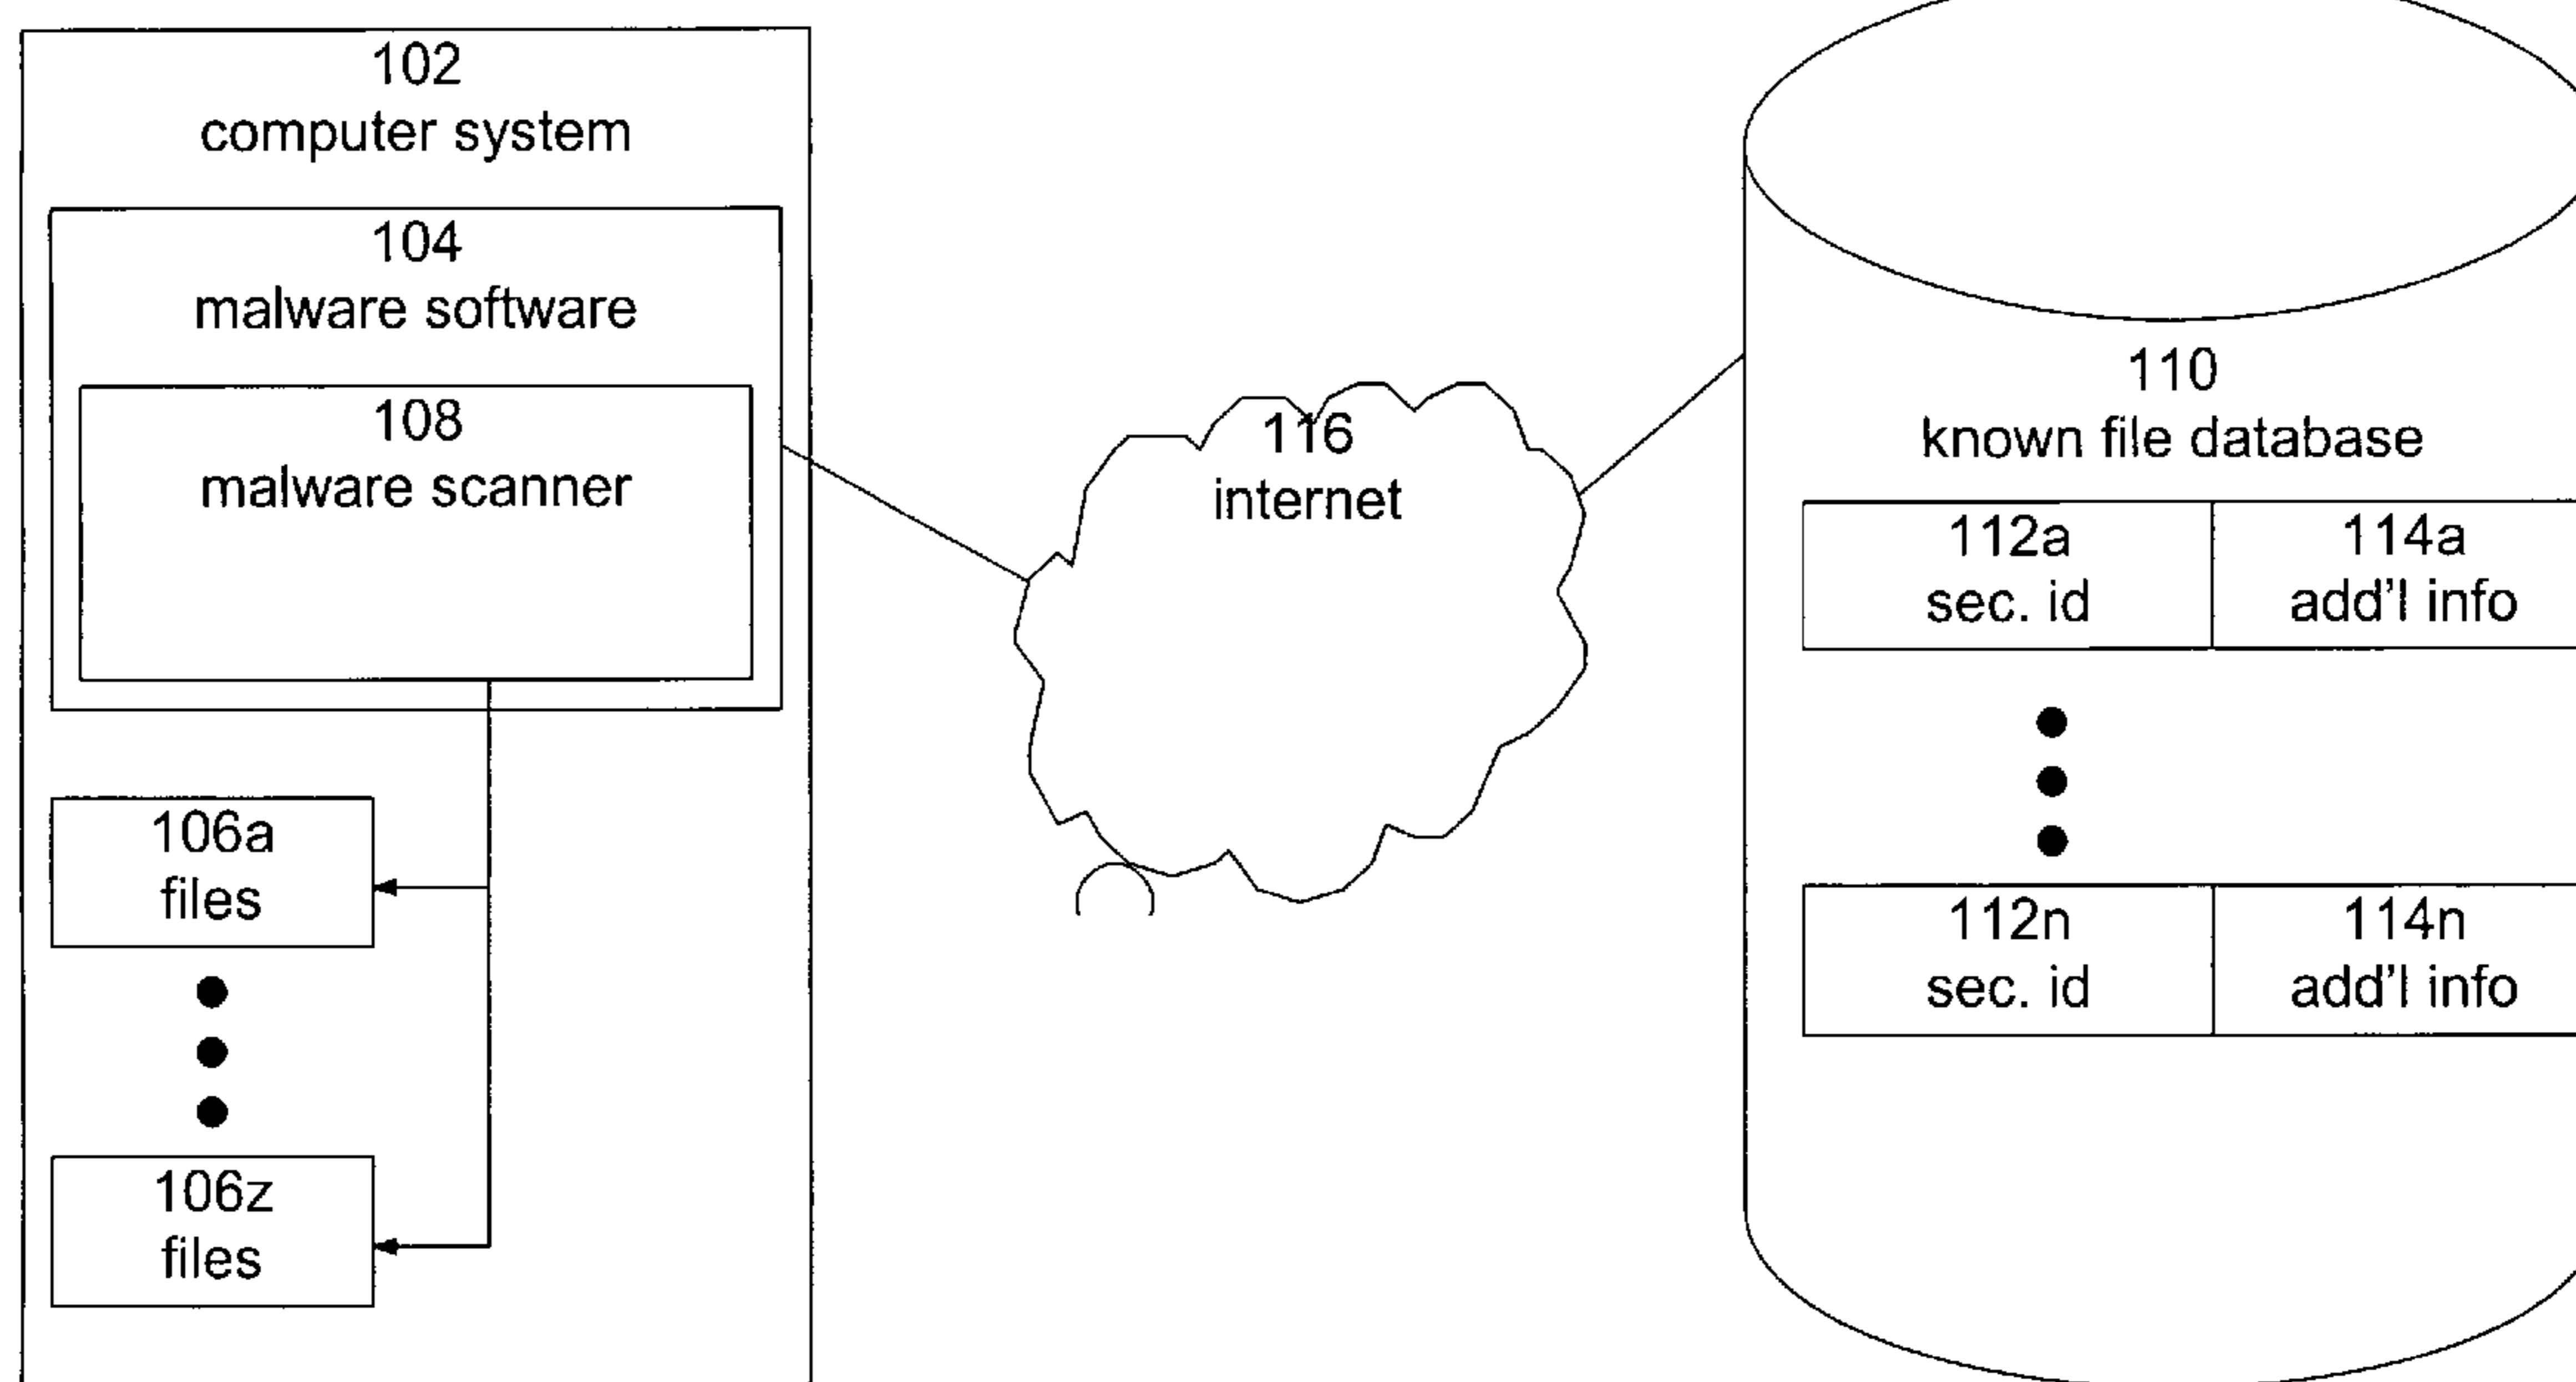 102
computer system
104
malware software
108
malware scanner
106a
files
106z
files
116
internet
110
known file database
112a
sec. id
114a
add'l info
112n
sec. id
114n
add'l info